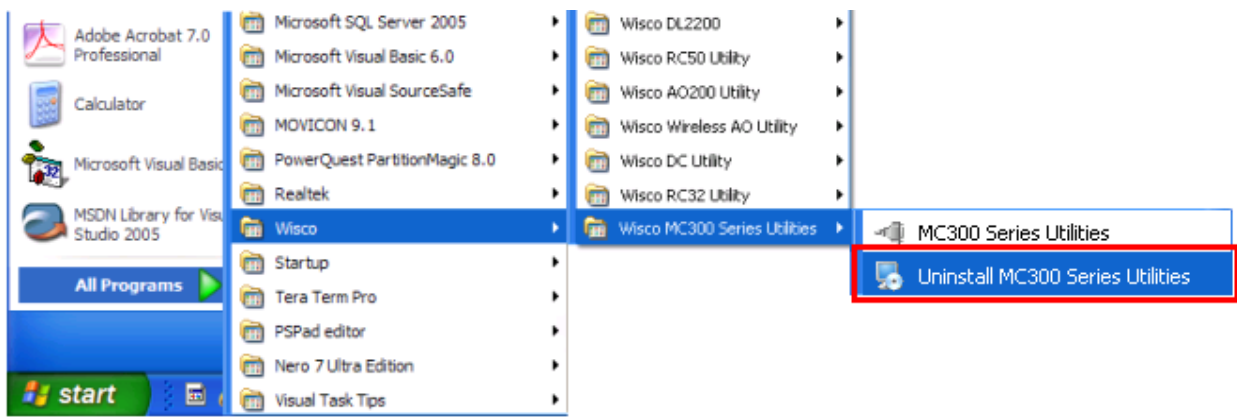 Adobe Acrobat 7.0
Professional
Calculator
Microsoft Visual Basic
MSDN Library for Visu
Studio 2005
All Programs
start
Microsoft SQL Server 2005
Microsoft Visual Basic 6.0
Microsoft Visual SourceSafe
MOVICON 9.1
PowerQuest PartitionMagic 8.0
Realtek
Wisco
Startup
Tera Term Pro
PSPad editor
Nero 7 Ultra Edition
Visual Task Tips
Wisco DL2200
Wisco RC50 Utility
Wisco AO200 Utility
Wisco Wireless AO Utility
Wisco DC Utility
Wisco RC32 Utility
Wisco MC300 Series Utilities
MC300 Series Utilities
Uninstall MC300 Series Utilities